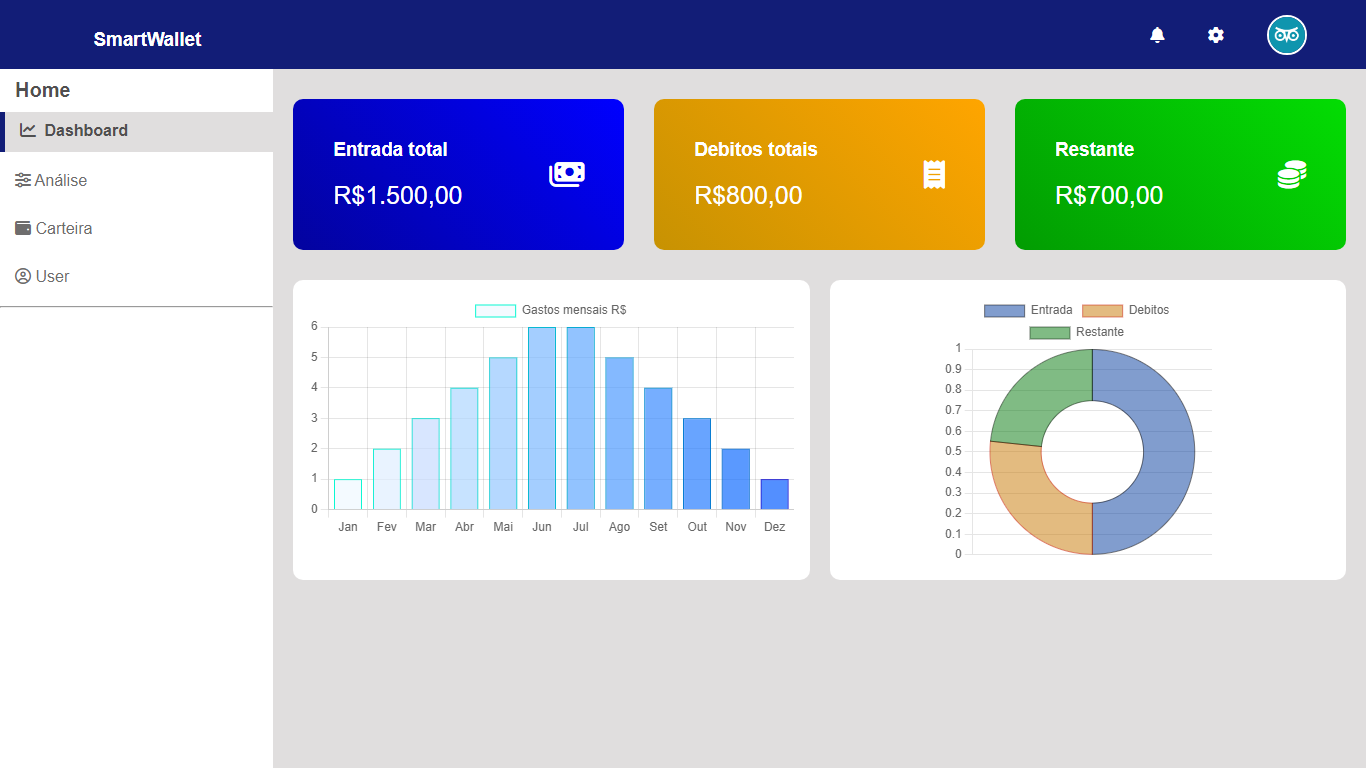 SmartWallet
Home
Dashboard
Análise
Carteira
User
Entrada total
R$1.500,00
Debitos totais
R$800,00
Restante
R$700,00
Gastos mensais R$
6
5
4
3
2
1
0
Jan Fev Mar Abr Mai Jun Jul Ago Set Out Nov Dez
Entrada Debitos
Restante
1
0.9
0.8
0.7
0.6
0.5
0.4
0.3
0.2
0.1
0